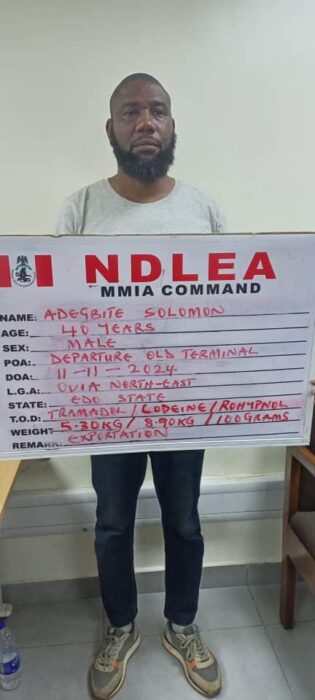 NDLEA
MMIA COMMAND
NAME: ADEGBITE SOLOMON
AGE: 40 YEARS
SEX: MALE
POA: DEPARTURE OLD TERMINAL
DOA: 11-11-2024
L.G.A: OVIA NORTH-EAST
STATE: EDO STATE
T.O.D: TRAMADOL/CODEINE/ROHYPNOL
WEIGHT 5.30KG/8.90KG/100GRAMS
REMARK: EXPORTATION